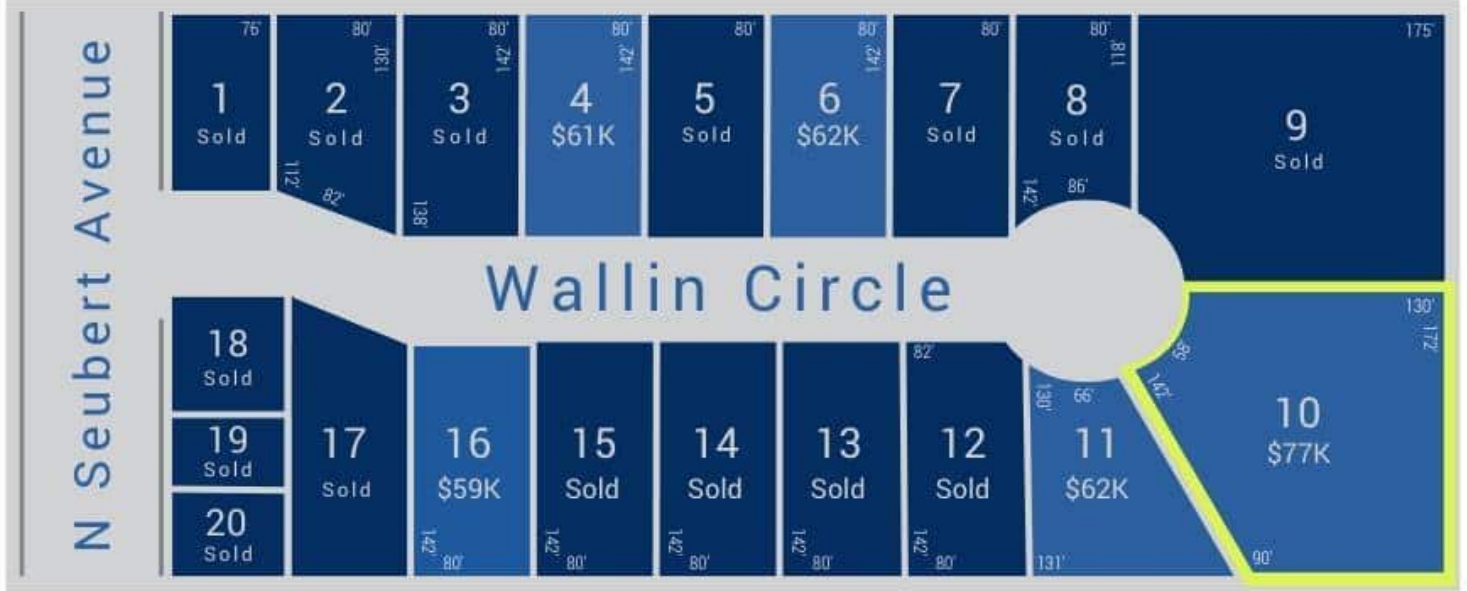 N Seubert Avenue
76'
1
Sold
80'
130'
2
Sold
112'
82'
80'
142'
3
Sold
138'
80'
142'
4
$61K
80'
5
Sold
80'
142'
6
$62K
80'
7
Sold
80'
118'
8
Sold
142'
86'
175'
9
Sold
Wallin Circle
18
Sold
19
Sold
20
Sold
17
Sold
16
$59K
142'
80'
15
Sold
142'
80'
14
Sold
142'
80'
13
Sold
142'
80'
82'
12
Sold
142'
80'
130'
66'
11
$62K
131'
130'
172'
142'
10
$77K
90'